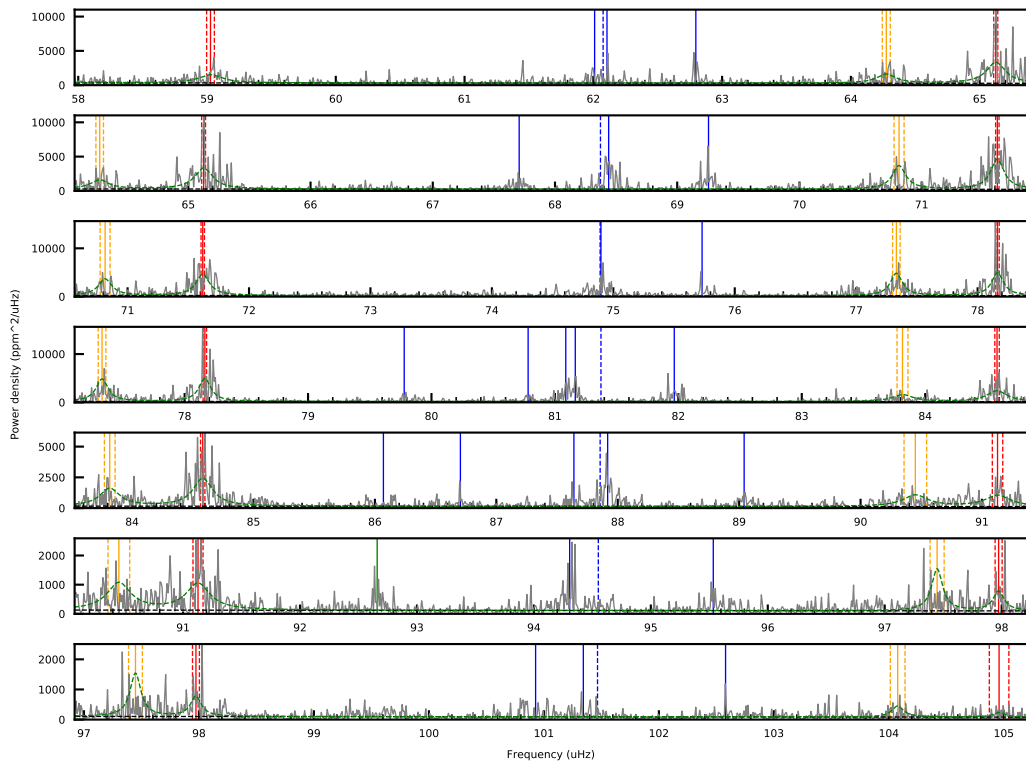 10000
5000
0
58 59 60 61 62 63 64 65
10000
5000
0
65 66 67 68 69 70 71
10000
0
71 72 73 74 75 76 77 78
Power density (ppm^2/uHz)
10000
0
78 79 80 81 82 83 84
5000
2500
0
84 85 86 87 88 89 90 91
2000
1000
0
91 92 93 94 95 96 97 98
2000
1000
0
97 98 99 100 101 102 103 104 105
Frequency (uHz)